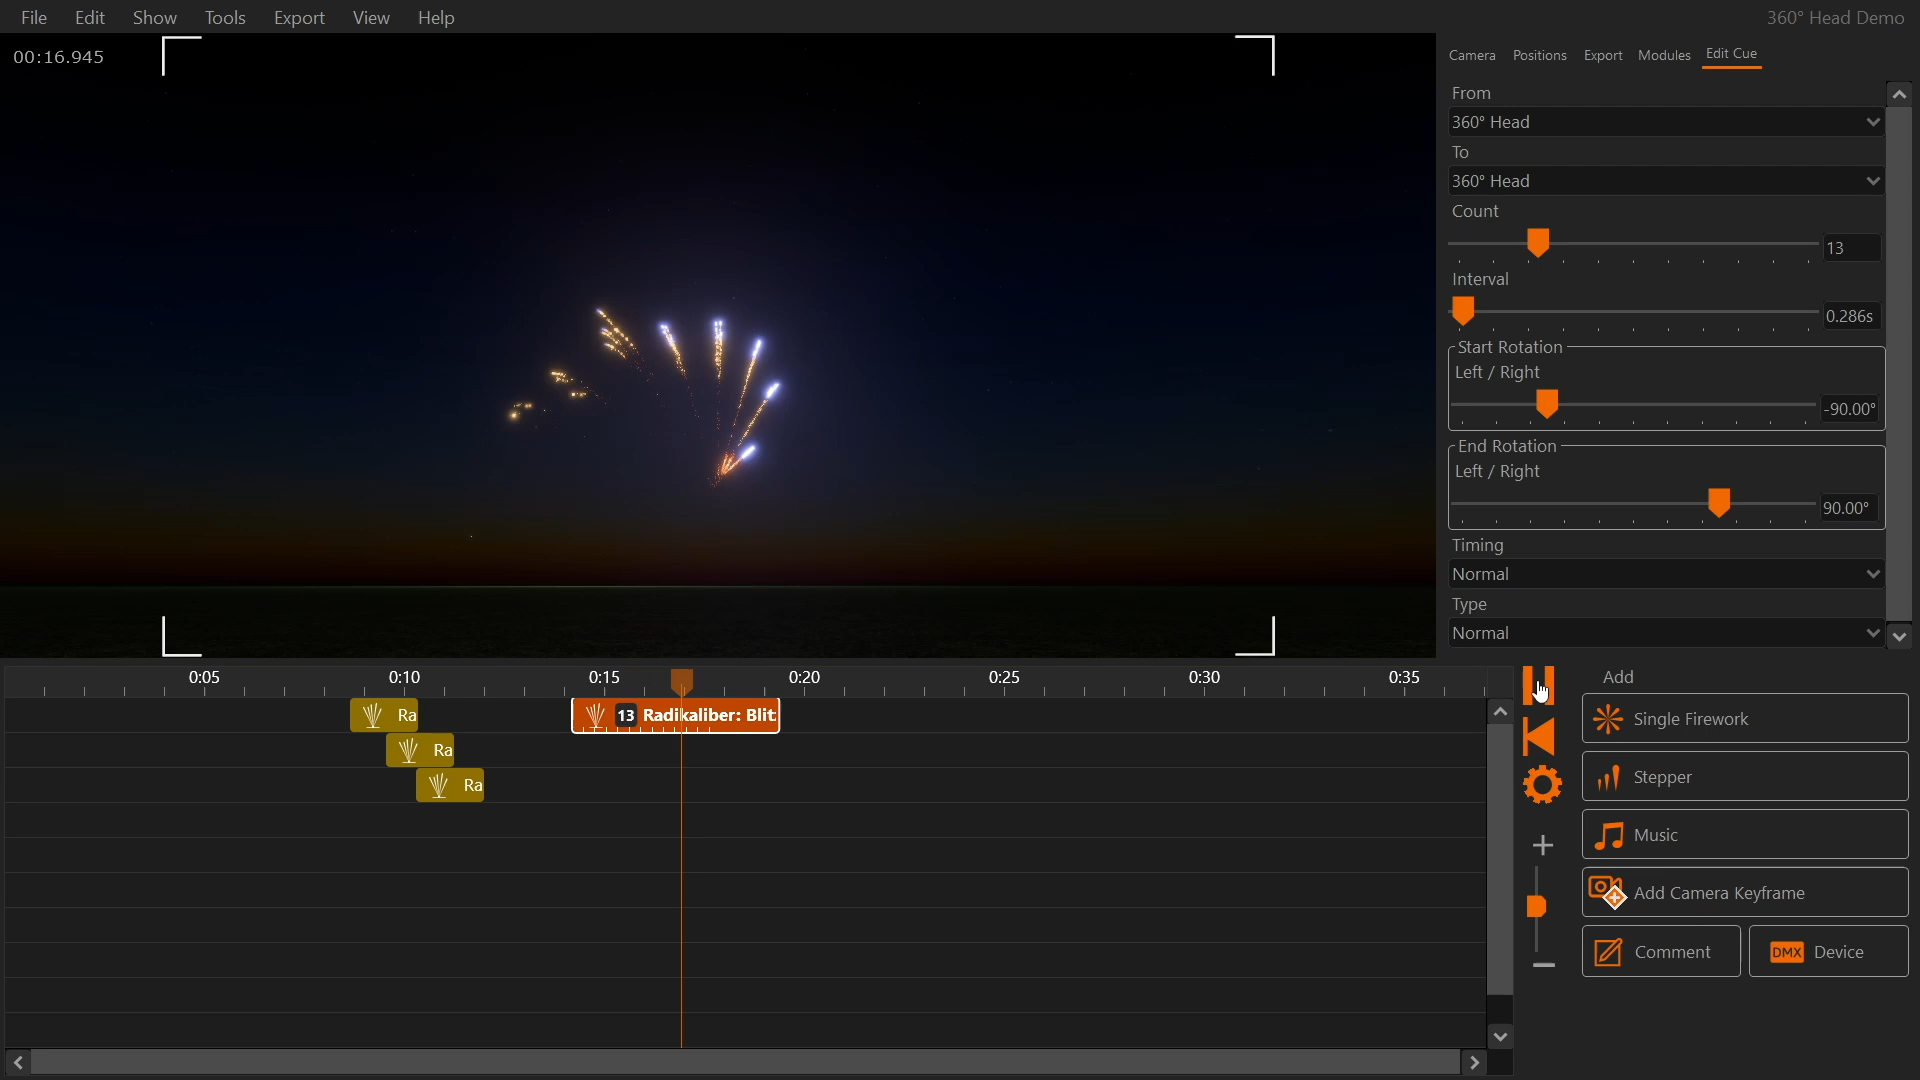 File Edit Show Tools Export View Help 360° Head Demo
00:16.945
Camera Positions Export Modules Edit Cue
From
360° Head
To
360° Head
Count
13
Interval
0.286s
Start Rotation
Left / Right
-90.00°
End Rotation
Left / Right
90.00°
Timing
Normal
Type
Normal
0:05 0:10 0:15 0:20 0:25 0:30 0:35
Ra
13 Radikaliber: Blit
Ra
Ra
Add
Single Firework
Stepper
Music
Add Camera Keyframe
Comment
DMX Device